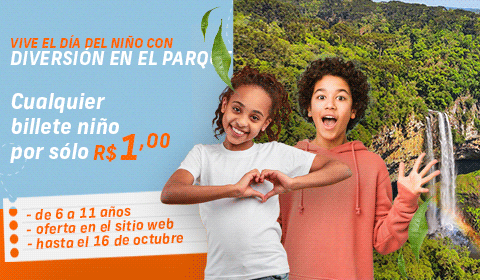 VIVE EL DÍA DEL NIÑO CON
DIVERSIÓN EN EL PARQ
Cualquier
billete niño
por sólo R$1,00
- de 6 a 11 años
- oferta en el sitio web
- hasta el 16 de octubre